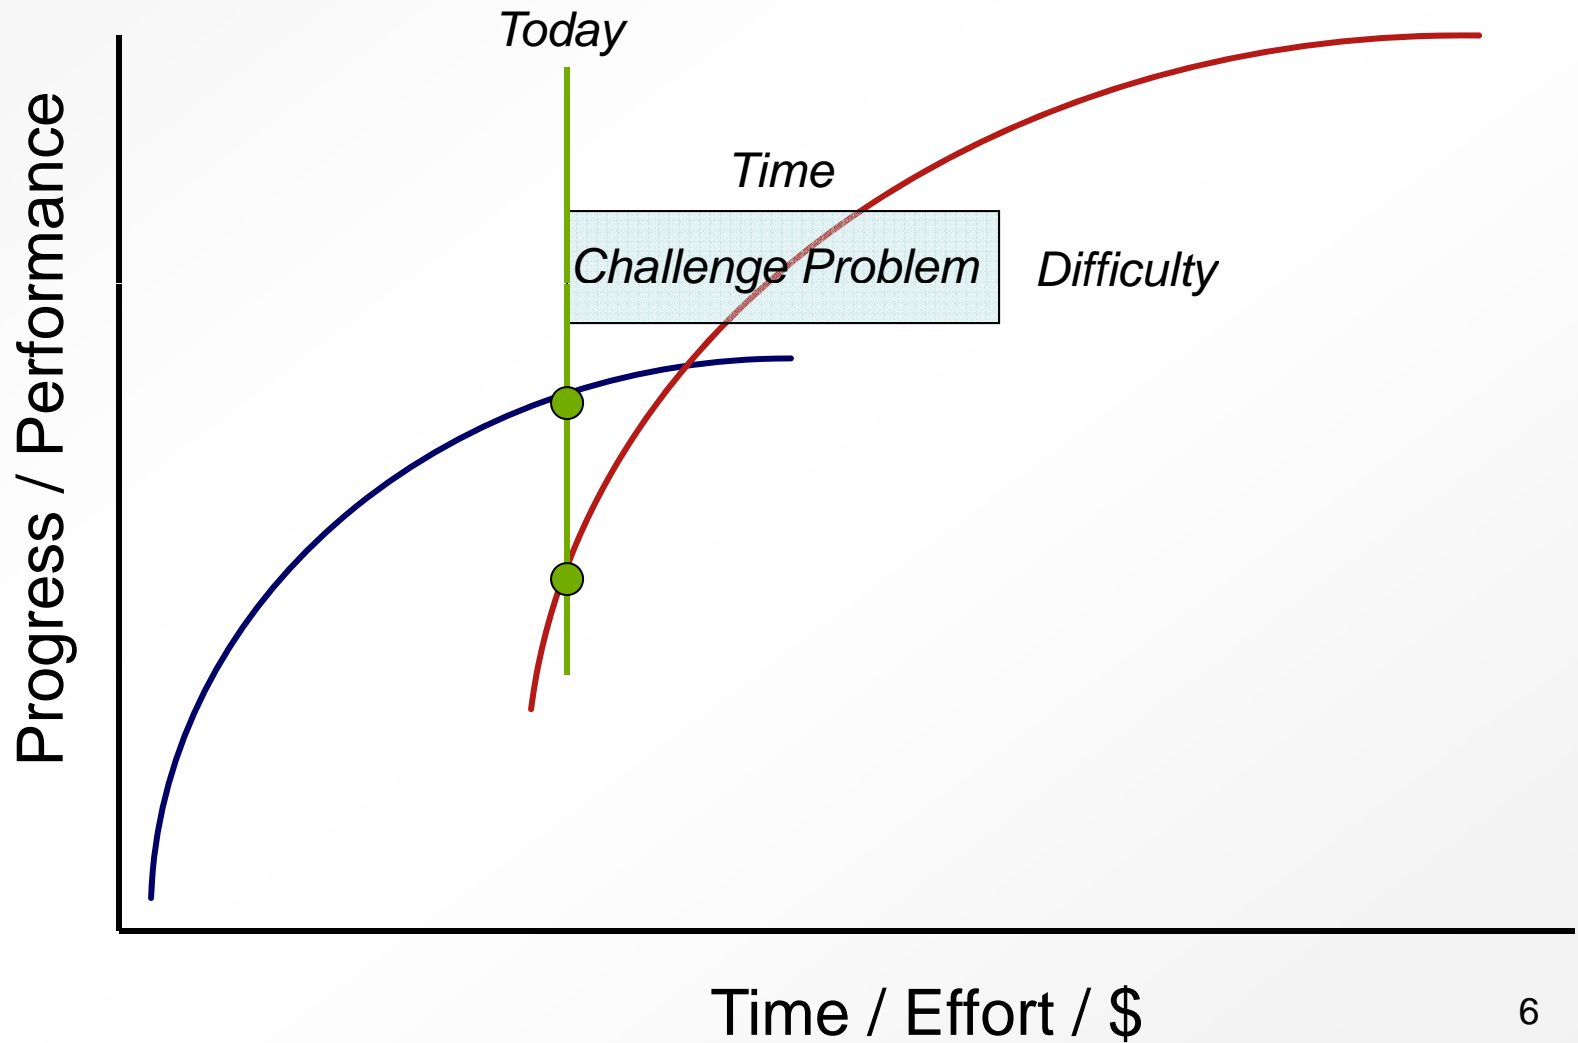 Today
Progress / Performance
Time
Challenge Problem
Difficulty
Time / Effort / $
6